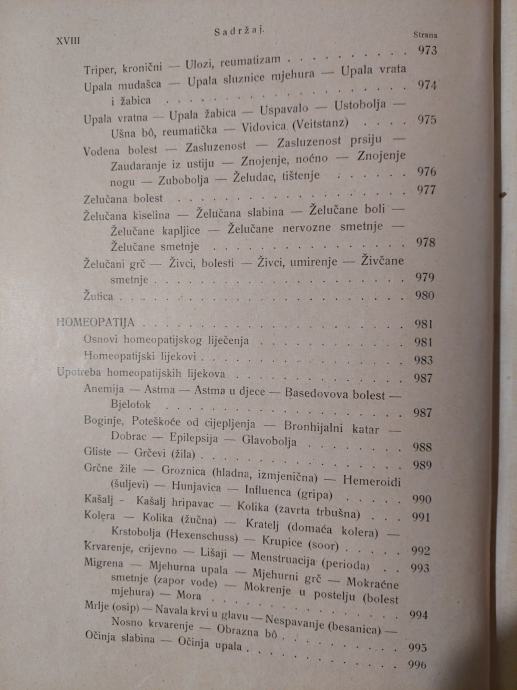 XVIII
Sadržaj.
Strana
Triper, kronični — Ulozi, reumatizam . . . . . . . . 973
Upala mudašca — Upala sluznice mjehura — Upala vrata
i žabica . . . . . . . . . . . . . . . . . . 974
Upala vratna — Upala žabica — Uspavalo — Ustobolja —
Ušna bô, reumatička — Vidovica (Veitstanz) . . . . 975
Vodena bolest — Zasluzenost — Zasluzenost prsiju —
Zaudaranje iz ustiju — Znojenje, noćno — Znojenje
nogu — Zubobolja — Želudac, tištenje . . . . . . 976
Želučana bolest . . . . . . . . . . . . . . . . . 977
Želučana kiselina — Želučana slabina — Želučane boli —
Želučane kapljice — Želučane nervozne smetnje —
Želučane smetnje . . . . . . . . . . . . . . 978
Želučani grč — Živci, bolesti — Živci, umirenje — Živčane
smetnje . . . . . . . . . . . . . . . . . . 979
Žutica . . . . . . . . . . . . . . . . . . . . 980
HOMEOPATIJA . . . . . . . . . . . . . . . . . . 981
Osnovi homeopatijskog liječenja . . . . . . . . . . 981
Homeopatijski lijekovi . . . . . . . . . . . . . . 983
Upotreba homeopatijskih lijekova . . . . . . . . . . . 987
Anemija — Astma — Astma u djece — Basedovova bolest —
Bjelotok . . . . . . . . . . . . . . . . . . 987
Boginje, Poteškoće od cijepljenja — Bronhijalni katar —
Dobrac — Epilepsija — Glavobolja . . . . . . . . 988
Gliste — Grčevi (žila) . . . . . . . . . . . . . . 989
Grčne žile — Groznica (hladna, izmjenična) — Hemeroidi
(šuljevi) — Hunjavica — Influenca (gripa) . . . . . 990
Kašalj – Kašalj hripavac — Kolika (zavrta trbušna) . . . 991
Kolera — Kolika (žučna) — Kratelj (domaća kolera) —
Krstobolja (Hexenschuss) — Krupice (soor) . . . . . 992
Krvarenje, crijevno — Lišaji — Menstruacija (perioda) . . 993
Migrena — Mjehurna upala — Mjehurni grč — Mokraćne
smetnje (zapor vode) — Mokrenje u postelju (bolest
mjehura) — Mora . . . . . . . . . . . . . . 994
Mrlje (osip) — Navala krvi u glavu — Nespavanje (besanica) —
Nosno krvarenje — Obrazna bô . . . . . . . . . 995
Očinja slabina — Očinja upala . . . . . . . . . . . 996